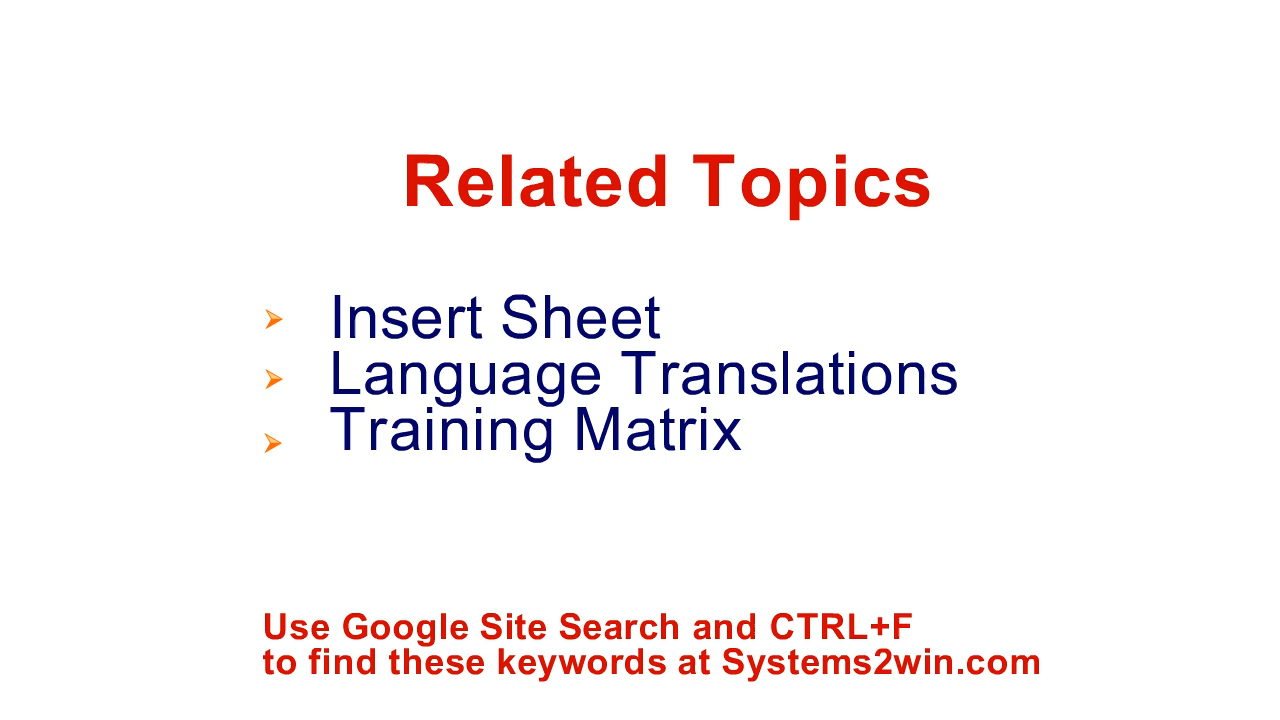 Related Topics
Insert Sheet
Language Translations
Training Matrix
Use Google Site Search and CTRL+F
to find these keywords at Systems2win.com